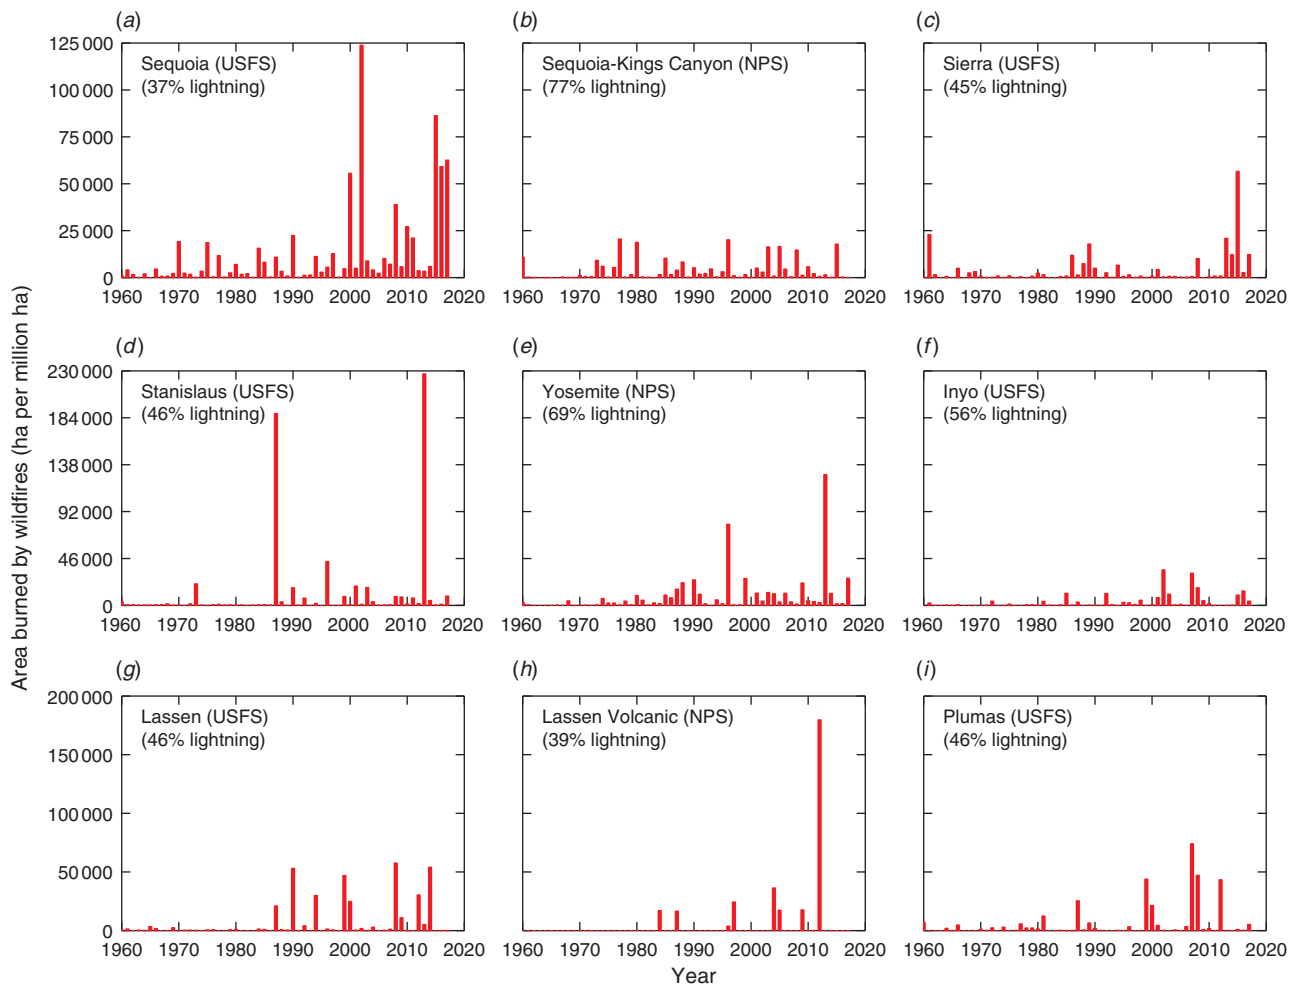 (a)
(b)
(c)
125 000
100 000
75 000
50 000
25 000
0
Sequoia (USFS)
(37% lightning)
Sequoia-Kings Canyon (NPS)
(77% lightning)
Sierra (USFS)
(45% lightning)
1960 1970 1980 1990 2000 2010 2020
1960 1970 1980 1990 2000 2010 2020
1960 1970 1980 1990 2000 2010 2020
Area burned by wildfires (ha per million ha)
(d)
(e)
(f)
230 000
184 000
138 000
92 000
46 000
0
Stanislaus (USFS)
(46% lightning)
Yosemite (NPS)
(69% lightning)
Inyo (USFS)
(56% lightning)
1960 1970 1980 1990 2000 2010 2020
1960 1970 1980 1990 2000 2010 2020
1960 1970 1980 1990 2000 2010 2020
(g)
(h)
(i)
200 000
150 000
100 000
50 000
0
Lassen (USFS)
(46% lightning)
Lassen Volcanic (NPS)
(39% lightning)
Plumas (USFS)
(46% lightning)
1960 1970 1980 1990 2000 2010 2020
1960 1970 1980 1990 2000 2010 2020
1960 1970 1980 1990 2000 2010 2020
Year